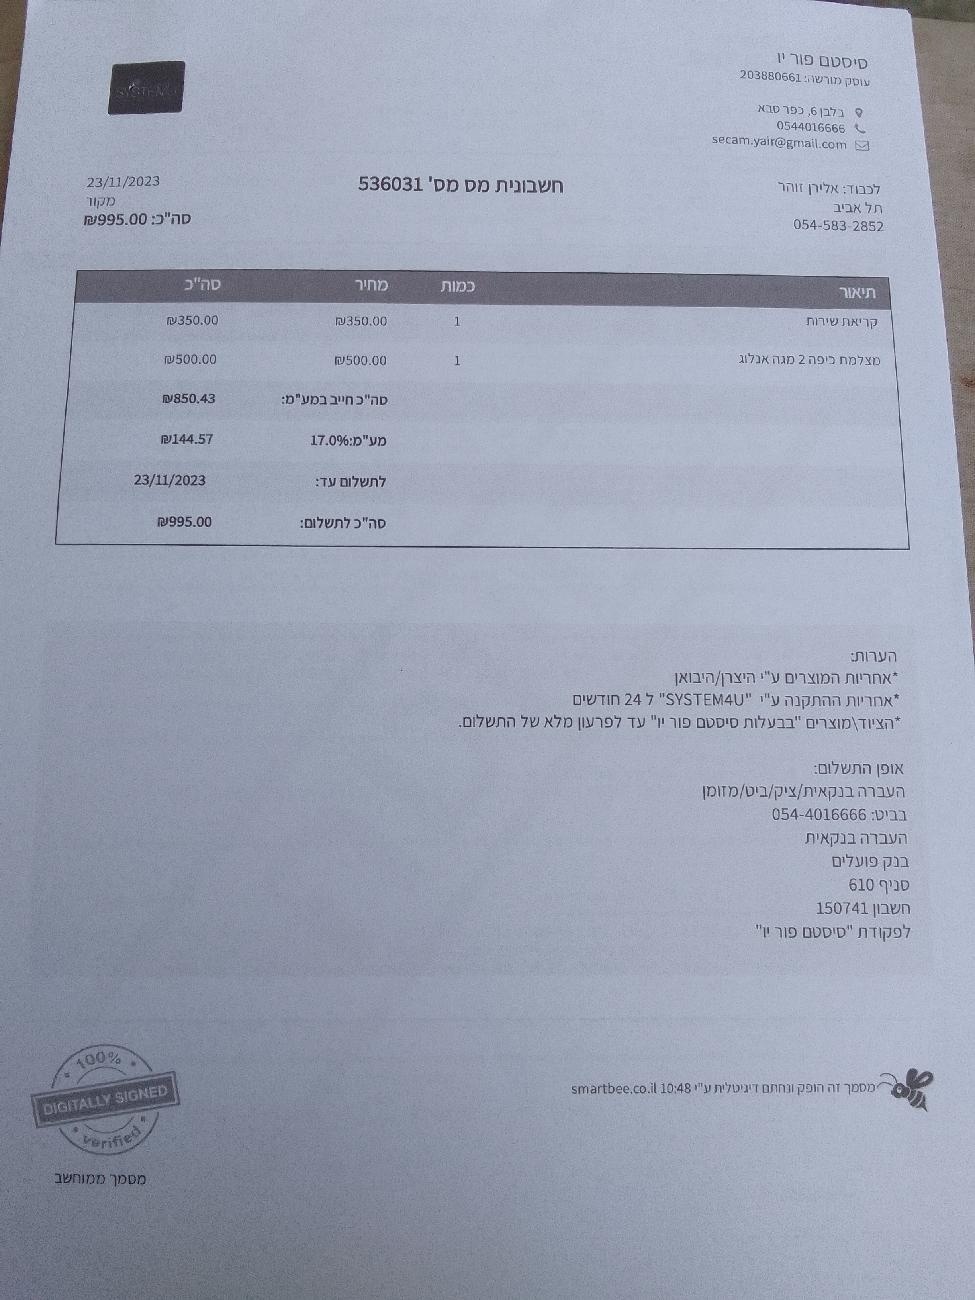 סיסטם פור יו
עוסק מורשה: 203880661
בלבן 6, כפר סבא
0544016666
secam.yair@gmail.com
SYSTEM4U
לכבוד: אלירן זוהר
תל אביב
054-583-2852
חשבונית מס מס' 536031
23/11/2023
מקור
סה"כ: 995.00₪
תיאור כמות מחיר סה"כ
קריאת שירות 1 350.00₪ 350.00₪
מצלמת כיפה 2 מגה אנלוג 1 500.00₪ 500.00₪
סה"כ חייב במע"מ: 850.43₪
מע"מ:17.0% 144.57₪
לתשלום עד: 23/11/2023
סה"כ לתשלום: 995.00₪
הערות:
*אחריות המוצרים ע"י היצרן/היבואן
*אחריות ההתקנה ע"י "SYSTEM4U" ל 24 חודשים
*הציוד\מוצרים "בבעלות סיסטם פור יו" עד לפרעון מלא של התשלום.
אופן התשלום:
העברה בנקאית/ציק/ביט/מזומן
בביט: 054-4016666
העברה בנקאית
בנק פועלים
סניף 610
חשבון 150741
לפקודת "סיסטם פור יו"
מסמך זה הופק ונחתם דיגיטלית ע"י smartbee.co.il 10:48
100%
DIGITALLY SIGNED
verified
מסמך ממוחשב